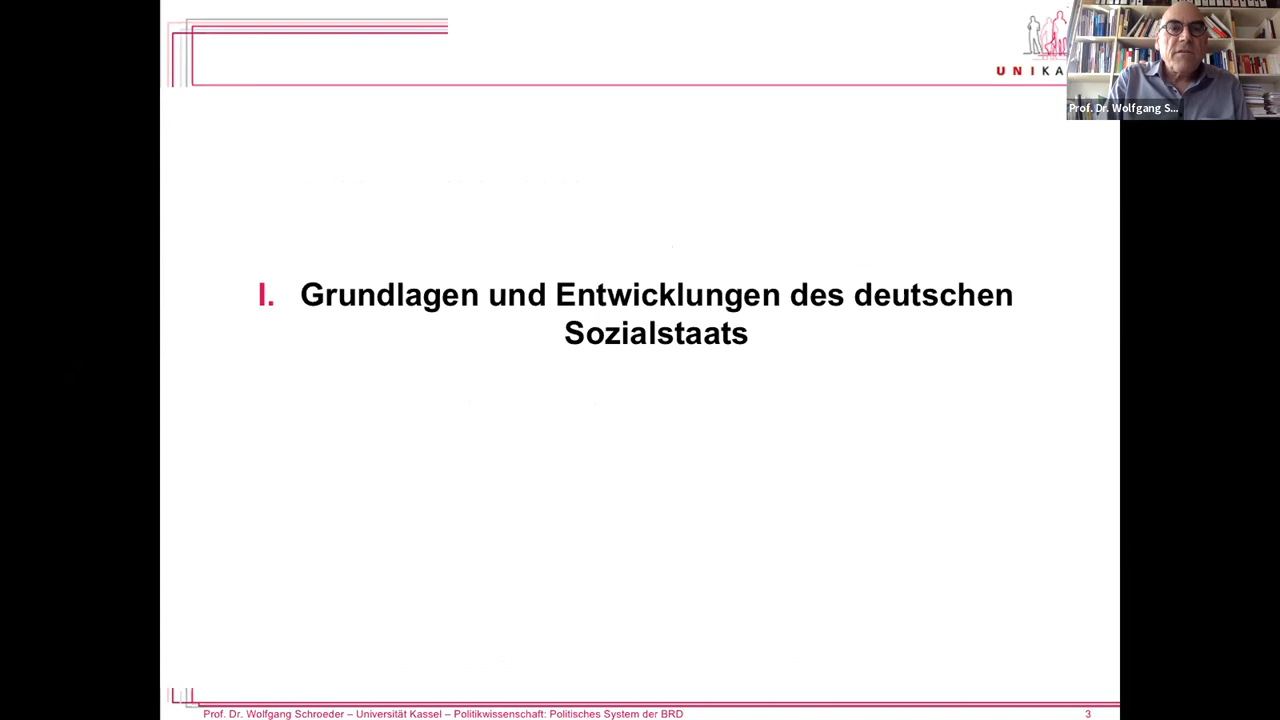 UNIKA
Prof. Dr. Wolfgang S...
I. Grundlagen und Entwicklungen des deutschen
Sozialstaats
Prof. Dr. Wolfgang Schroeder – Universität Kassel – Politikwissenschaft: Politisches System der BRD 3